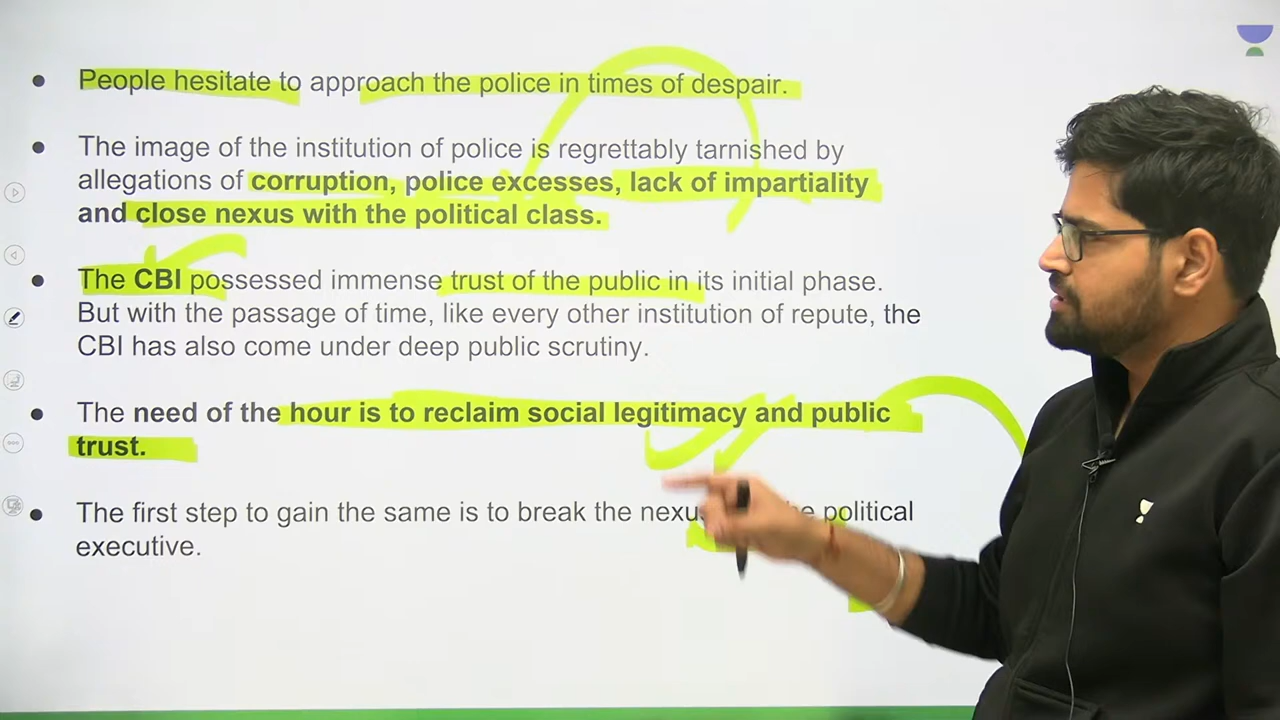 People hesitate to approach the police in times of despair.
The image of the institution of police is regrettably tarnished by
allegations of corruption, police excesses, lack of impartiality
and close nexus with the political class.
The CBI possessed immense trust of the public in its initial phase.
But with the passage of time, like every other institution of repute, the
CBI has also come under deep public scrutiny.
The need of the hour is to reclaim social legitimacy and public
trust.
The first step to gain the same is to break the political
executive.